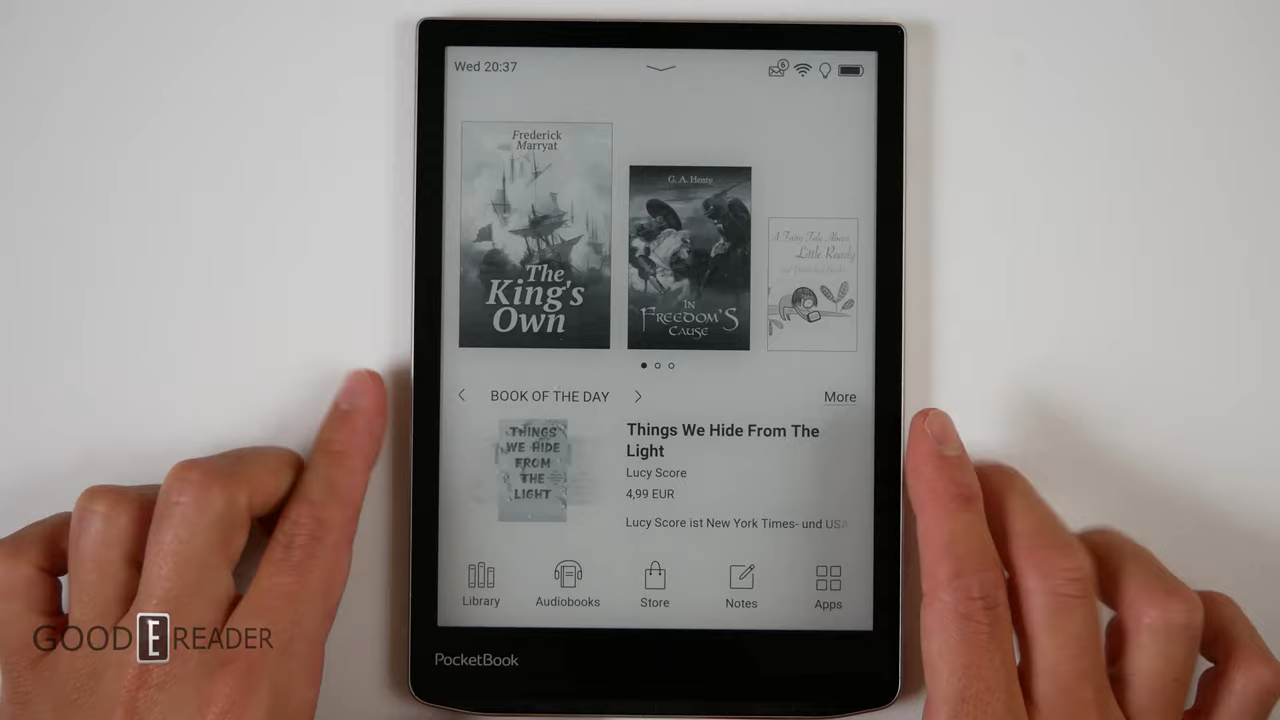 Wed 20:37
6
Frederick
Marryat
The
King's
Own
G. A. Henty
IN
FREEDOM'S
CAUSE
A Fairy Tale About
Little Ready
BOOK OF THE DAY
More
THINGS
WE HIDE
FROM
THE
LIGHT
Things We Hide From The
Light
Lucy Score
4,99 EUR
Lucy Score ist New York Times- und USA
Library
Audiobooks
Store
Notes
Apps
PocketBook
GOOD E READER